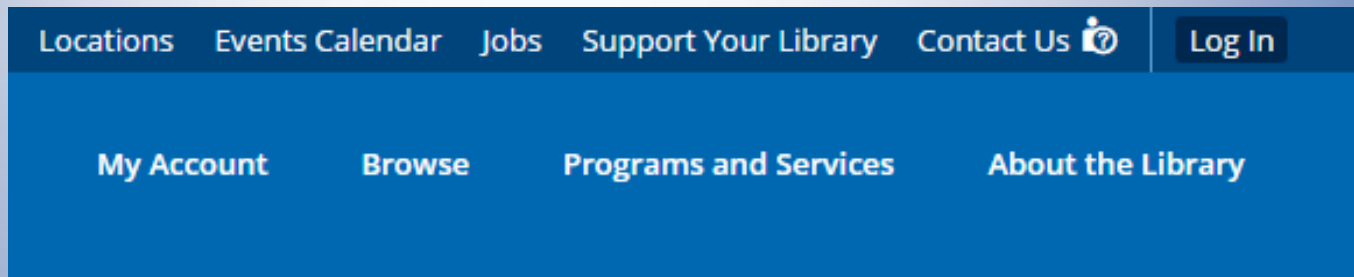 Locations Events Calendar Jobs Support Your Library Contact Us Log In
My Account Browse Programs and Services About the Library